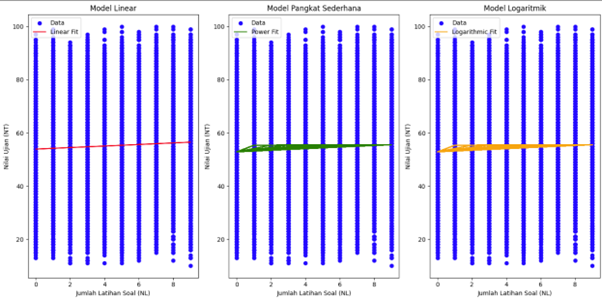 Model Linear
Data
Linear Fit
100
80
60
40
20
Nilai Ujian (NT)
0 2 4 6 8
Jumlah Latihan Soal (NL)
Model Pangkat Sederhana
Data
Power Fit
100
80
60
40
20
Nilai Ujian (NT)
0 2 4 6 8
Jumlah Latihan Soal (NL)
Model Logaritmik
Data
Logarithmic Fit
100
80
60
40
20
Nilai Ujian (NT)
0 2 4 6 8
Jumlah Latihan Soal (NL)